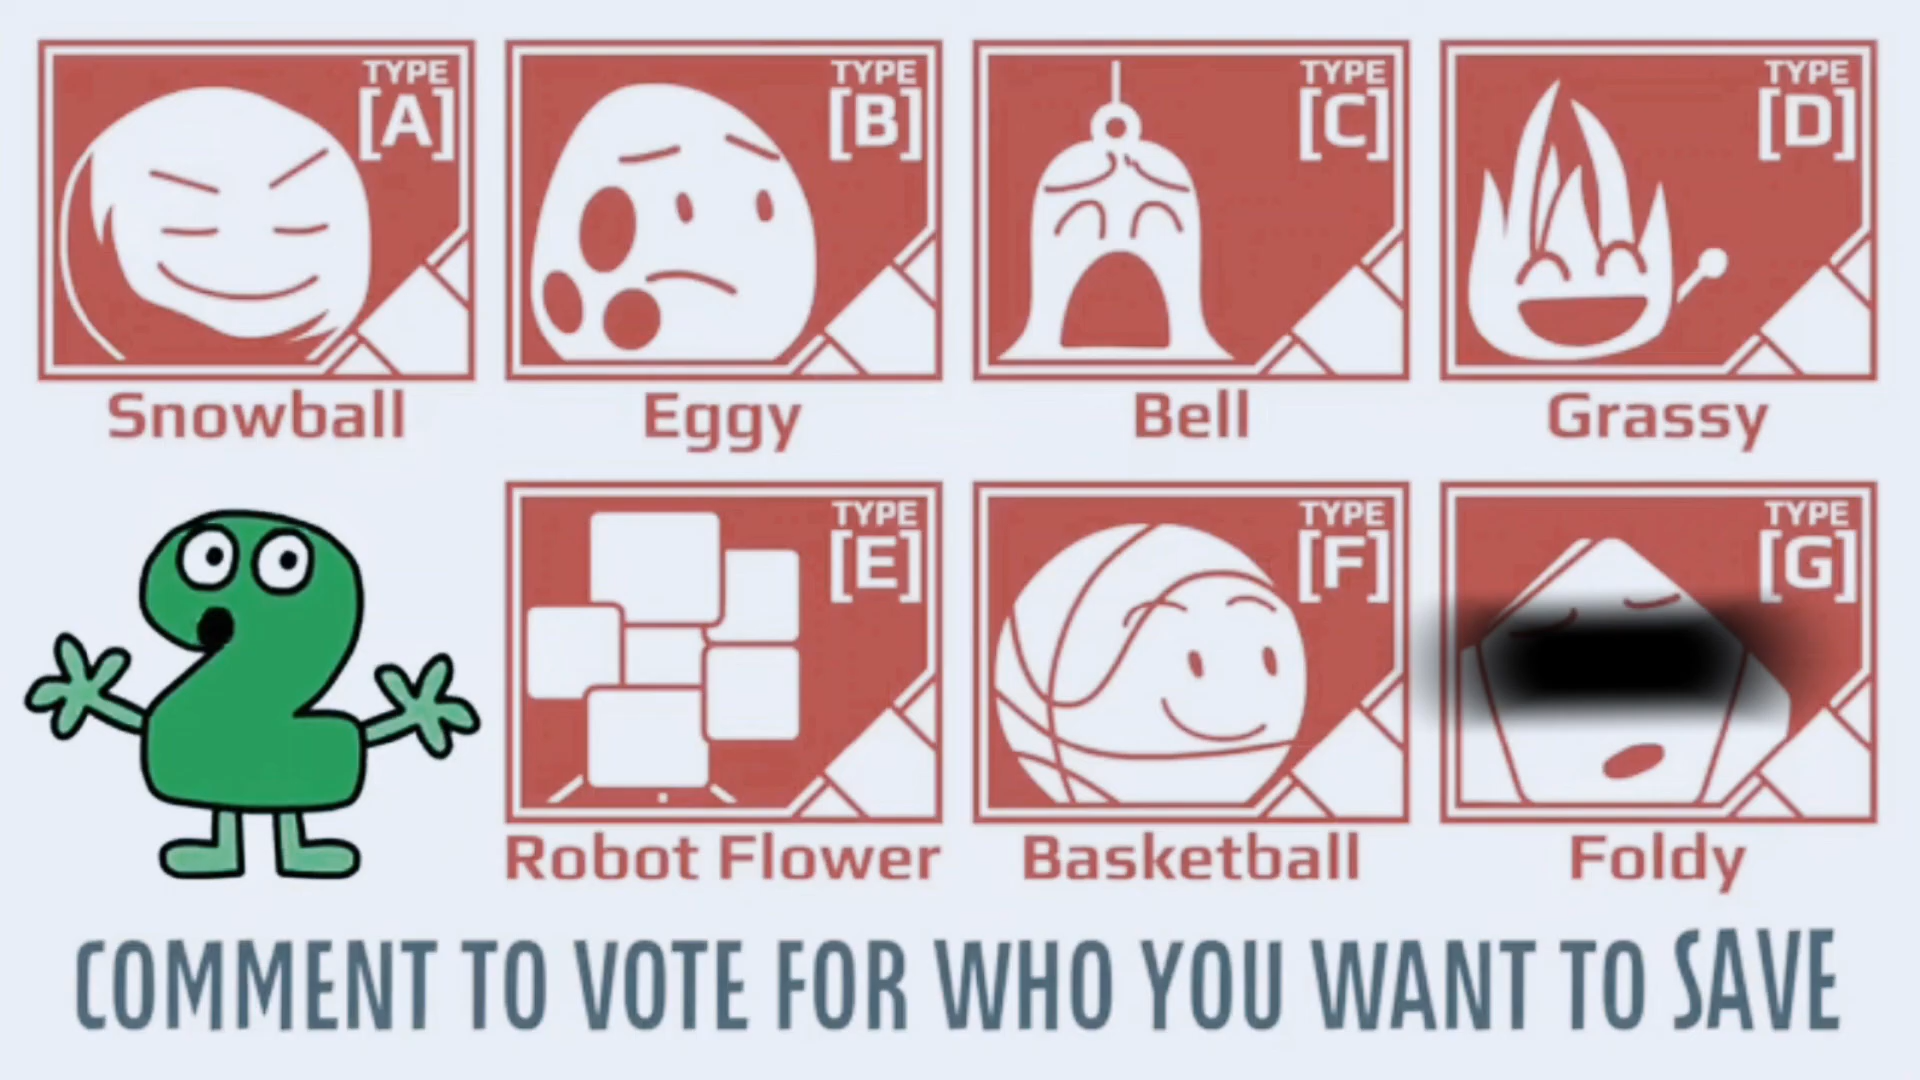 TYPE
[A]
TYPE
[B]
TYPE
[C]
TYPE
[D]
Snowball
Eggy
Bell
Grassy
TYPE
[E]
TYPE
[F]
TYPE
[G]
Robot Flower
Basketball
Foldy
COMMENT TO VOTE FOR WHO YOU WANT TO SAVE